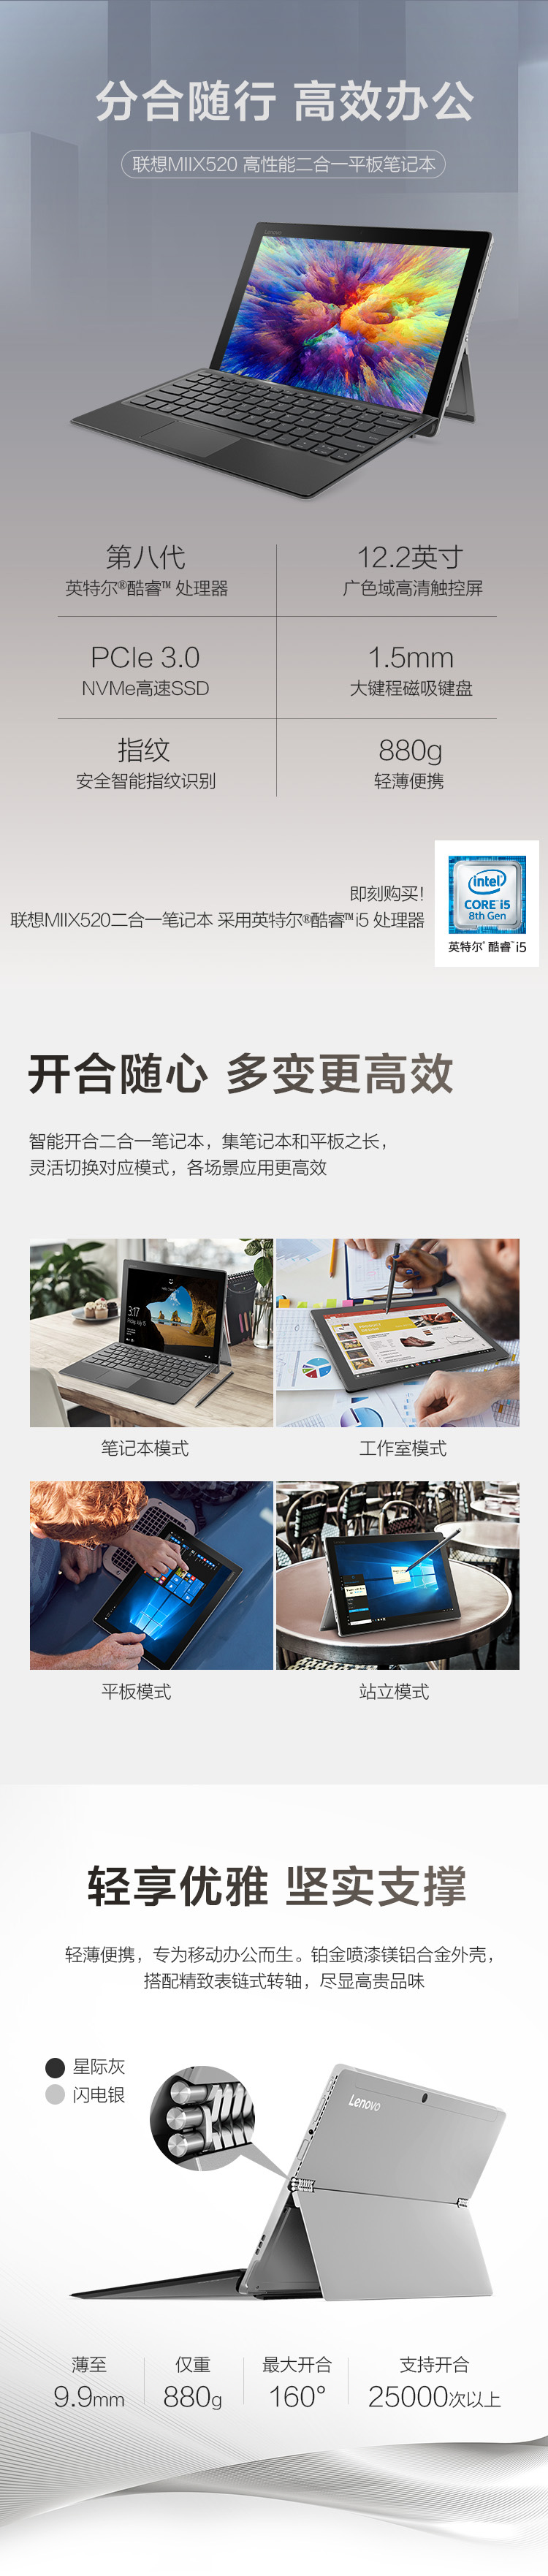 分合随行 高效办公
联想MIIX520 高性能二合一平板笔记本
Lenovo
第八代
英特尔®酷睿™ 处理器
12.2英寸
广色域高清触控屏
PCIe 3.0
NVMe高速SSD
1.5mm
大键程磁吸键盘
指纹
安全智能指纹识别
880g
轻薄便携
即刻购买!
联想MIIX520二合一笔记本 采用英特尔®酷睿™ i5 处理器
intel
CORE i5
8th Gen
英特尔® 酷睿™ i5
开合随心 多变更高效
智能开合二合一笔记本，集笔记本和平板之长，
灵活切换对应模式，各场景应用更高效
3:17
笔记本模式
工作室模式
平板模式
站立模式
轻享优雅 坚实支撑
轻薄便携，专为移动办公而生。铂金喷漆镁铝合金外壳，
搭配精致表链式转轴，尽显高贵品味
星际灰
闪电银
Lenovo
薄至
9.9mm
仅重
880g
最大开合
160°
支持开合
25000次以上